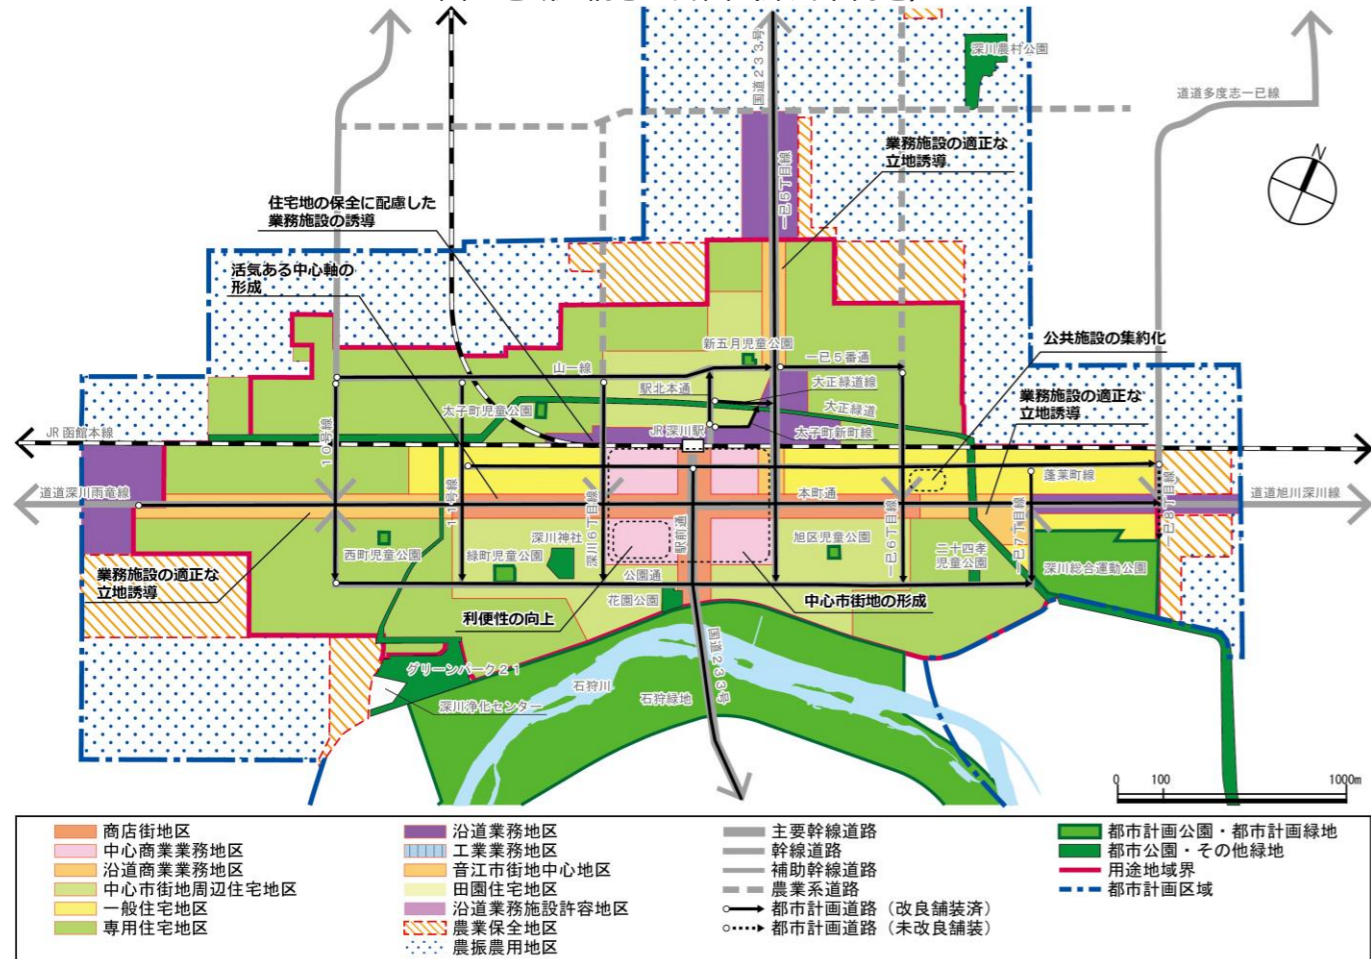 国道233号
深川農村公園
道道多度志一已線
業務施設の適正な
立地誘導
N
一已5丁目線
住宅地の保全に配慮した
業務施設の誘導
活気ある中心軸の
形成
新五月児童公園
一已5番通
公共施設の集約化
山一線
駅北本通
大正緑道線
大正緑道
業務施設の適正な
立地誘導
太子町児童公園
太子町新町線
JR函館本線
JR深川駅
10号線
蓬莱町線
道道深川雨竜線
本町通
道道旭川深川線
11号線
深川6丁目線
駅前通
一已6丁目線
一已7丁目線
一已8丁目線
西町児童公園
緑町児童公園
深川神社
旭区児童公園
二十四孝
児童公園
深川総合運動公園
公園通
業務施設の適正な
立地誘導
利便性の向上
花園公園
中心市街地の形成
グリーンパーク21
石狩川
石狩緑地
国道233号
深川浄化センター
0 100 1000m
商店街地区
中心商業業務地区
沿道商業業務地区
中心市街地周辺住宅地区
一般住宅地区
専用住宅地区
沿道業務地区
工業業務地区
音江市街地中心地区
田園住宅地区
沿道業務施設許容地区
農業保全地区
農振農用地区
主要幹線道路
幹線道路
補助幹線道路
農業系道路
都市計画道路（改良舗装済）
都市計画道路（未改良舗装）
都市計画公園・都市計画緑地
都市公園・その他緑地
用途地域界
都市計画区域